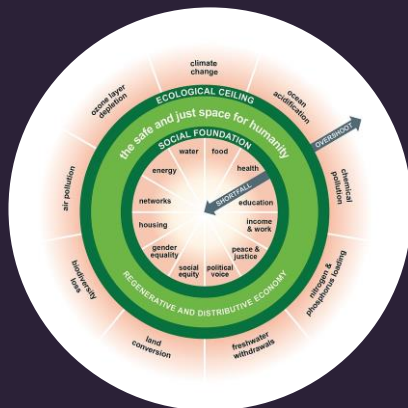 climate
change
ocean
acidification
chemical
pollution
nitrogen &
phosphorus loading
freshwater
withdrawals
land
conversion
biodiversity
loss
air pollution
ozone layer
depletion
ECOLOGICAL CEILING
the safe and just space for humanity
SOCIAL FOUNDATION
OVERSHOOT
SHORTFALL
water
food
health
education
income
& work
peace &
justice
political
voice
social
equity
gender
equality
housing
networks
energy
REGENERATIVE AND DISTRIBUTIVE ECONOMY